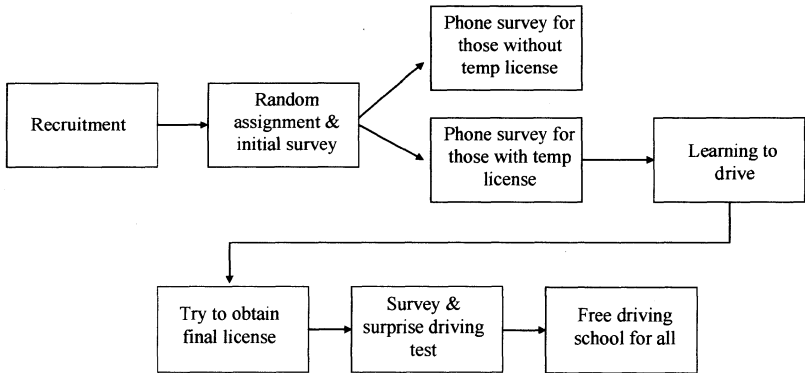 Recruitment
Random
assignment &
initial survey
Phone survey for
those without
temp license
Phone survey for
those with temp
license
Learning to
drive
Try to obtain
final license
Survey &
surprise driving
test
Free driving
school for all